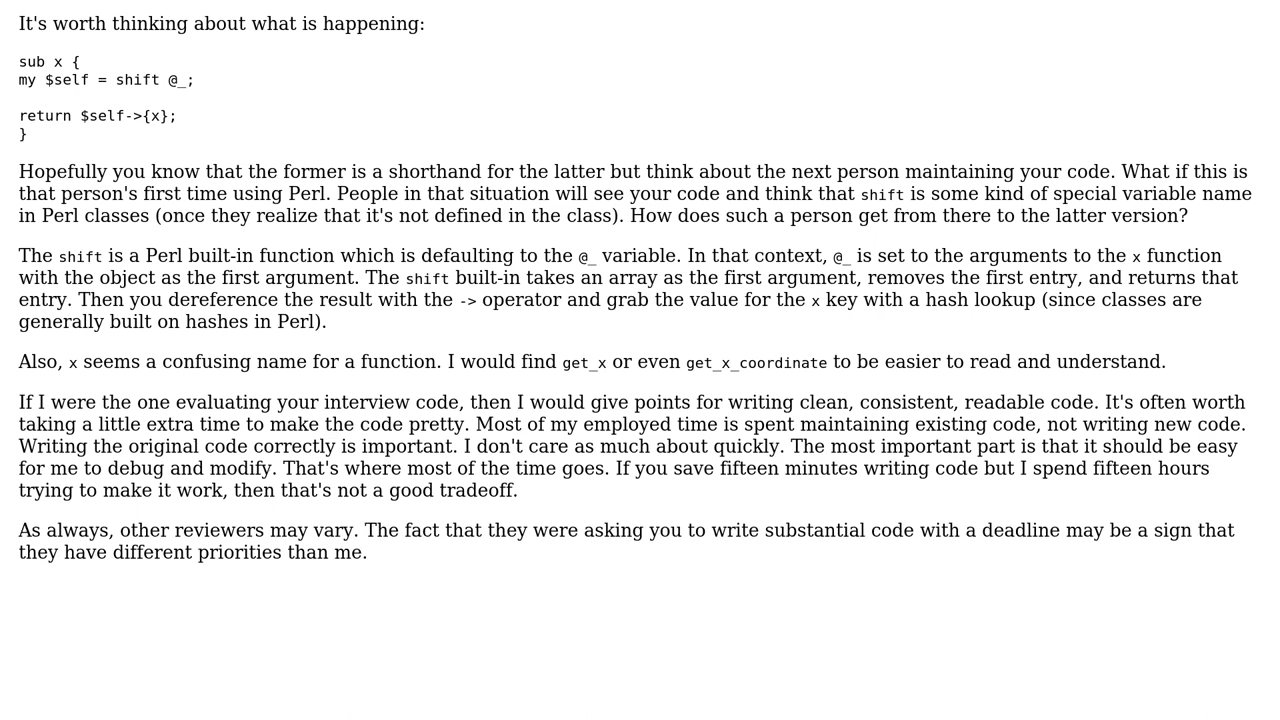 It's worth thinking about what is happening:
sub x {
my $self = shift @_;
return $self->{x};
}
Hopefully you know that the former is a shorthand for the latter but think about the next person maintaining your code. What if this is
that person's first time using Perl. People in that situation will see your code and think that shift is some kind of special variable name
in Perl classes (once they realize that it's not defined in the class). How does such a person get from there to the latter version?
The shift is a Perl built-in function which is defaulting to the @_ variable. In that context, @_ is set to the arguments to the x function
with the object as the first argument. The shift built-in takes an array as the first argument, removes the first entry, and returns that
entry. Then you dereference the result with the -> operator and grab the value for the x key with a hash lookup (since classes are
generally built on hashes in Perl).
Also, x seems a confusing name for a function. I would find get_x or even get_x_coordinate to be easier to read and understand.
If I were the one evaluating your interview code, then I would give points for writing clean, consistent, readable code. It's often worth
taking a little extra time to make the code pretty. Most of my employed time is spent maintaining existing code, not writing new code.
Writing the original code correctly is important. I don't care as much about quickly. The most important part is that it should be easy
for me to debug and modify. That's where most of the time goes. If you save fifteen minutes writing code but I spend fifteen hours
trying to make it work, then that's not a good tradeoff.
As always, other reviewers may vary. The fact that they were asking you to write substantial code with a deadline may be a sign that
they have different priorities than me.